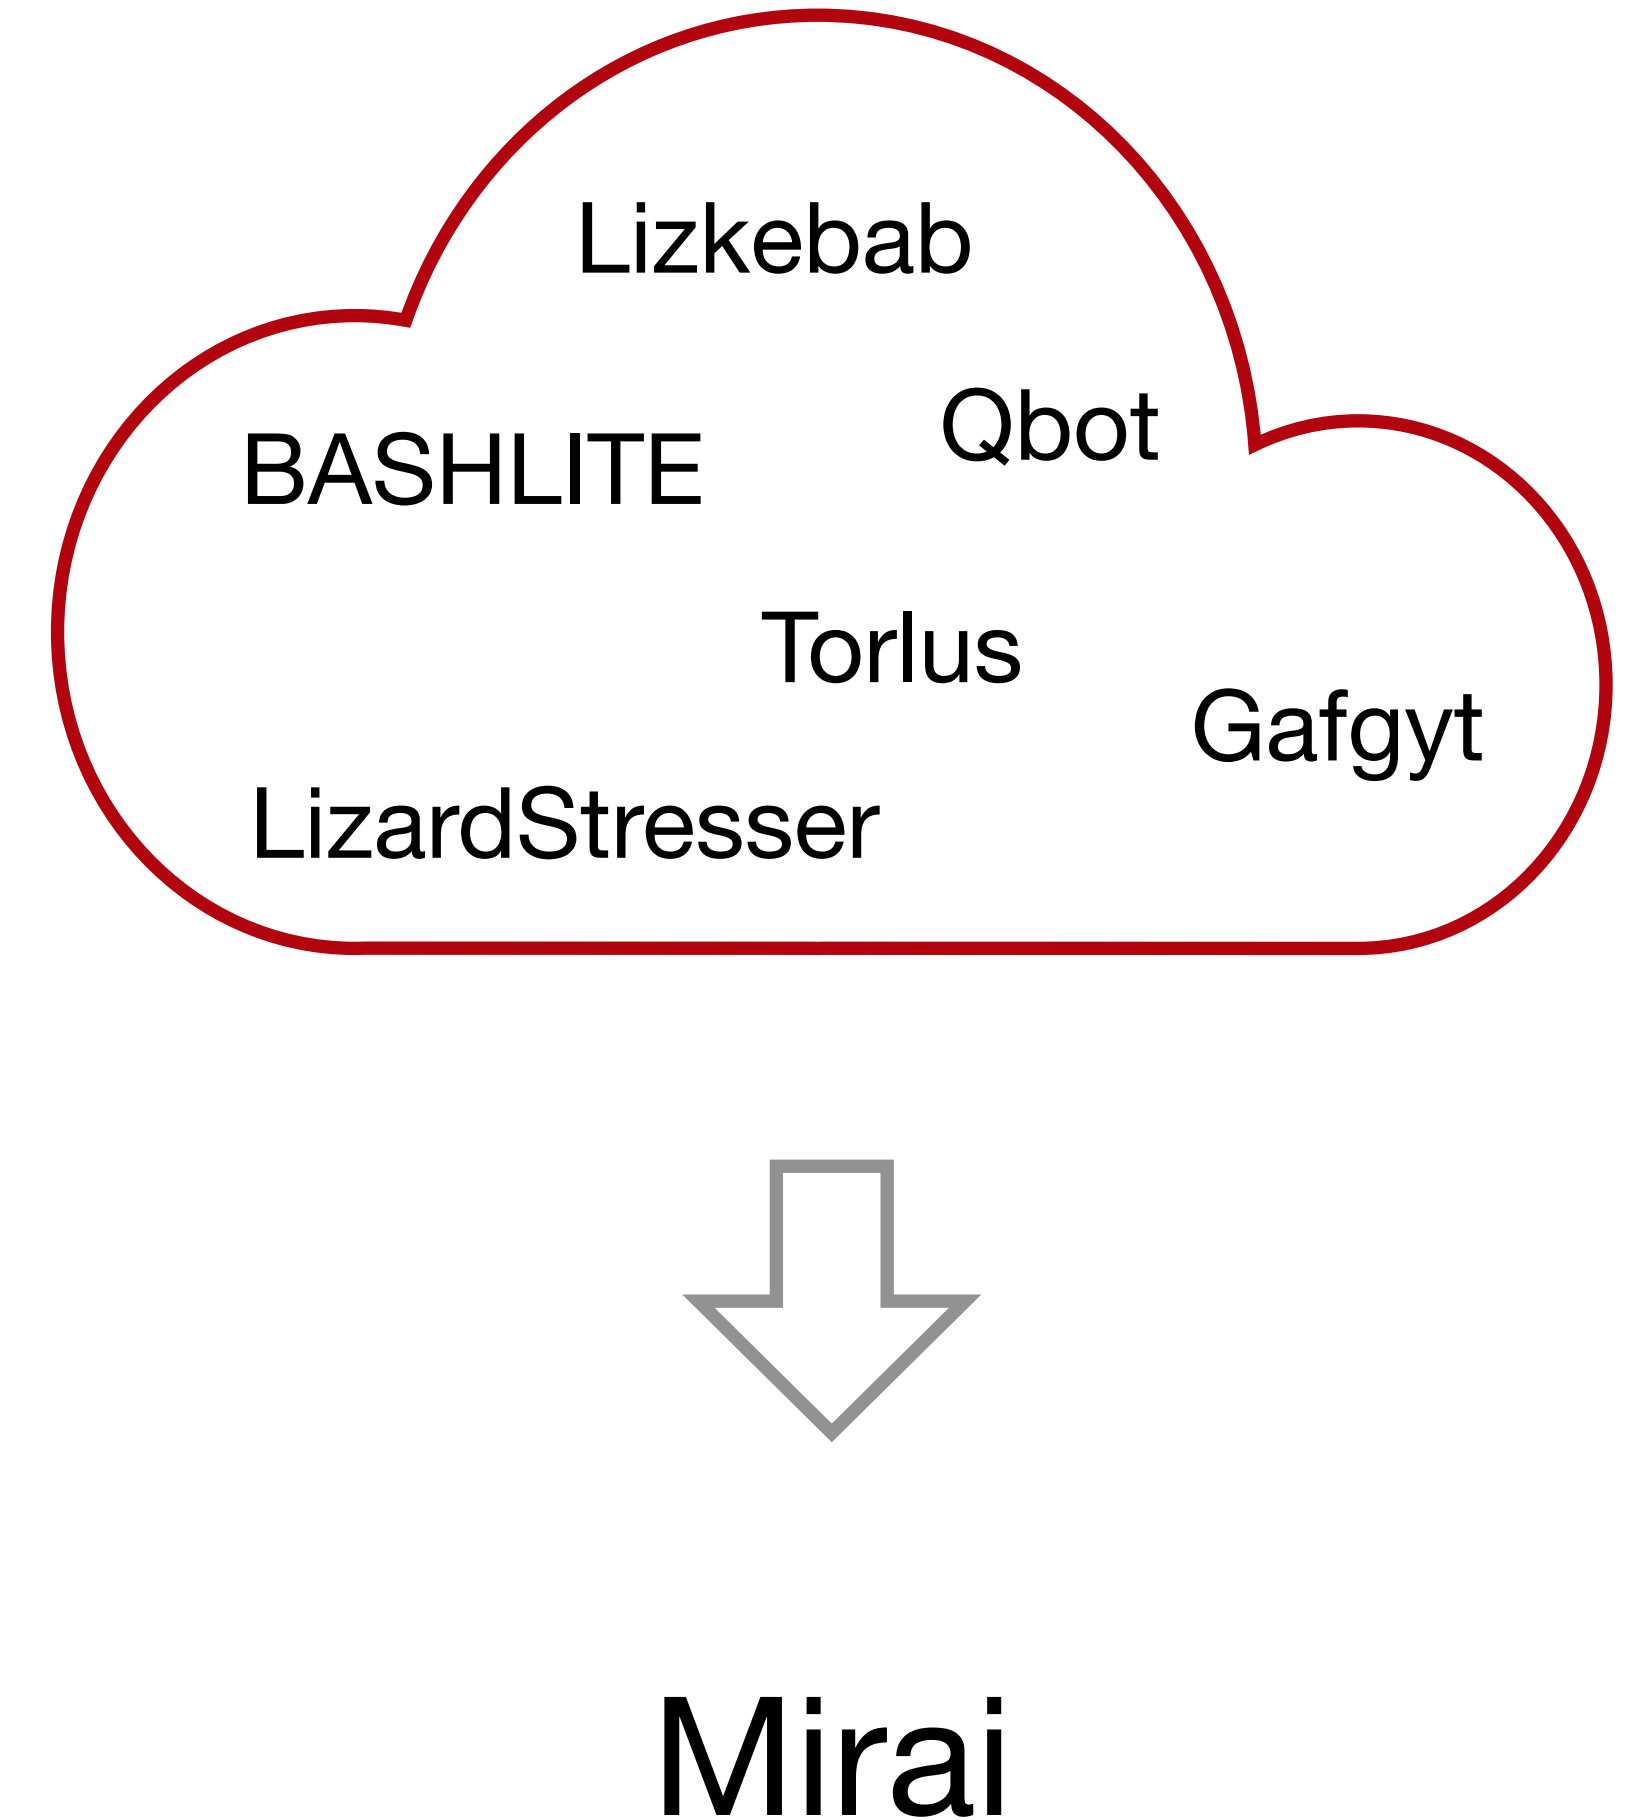 Lizkebab
Qbot
BASHLITE
Torlus
Gafgyt
LizardStresser
Mirai